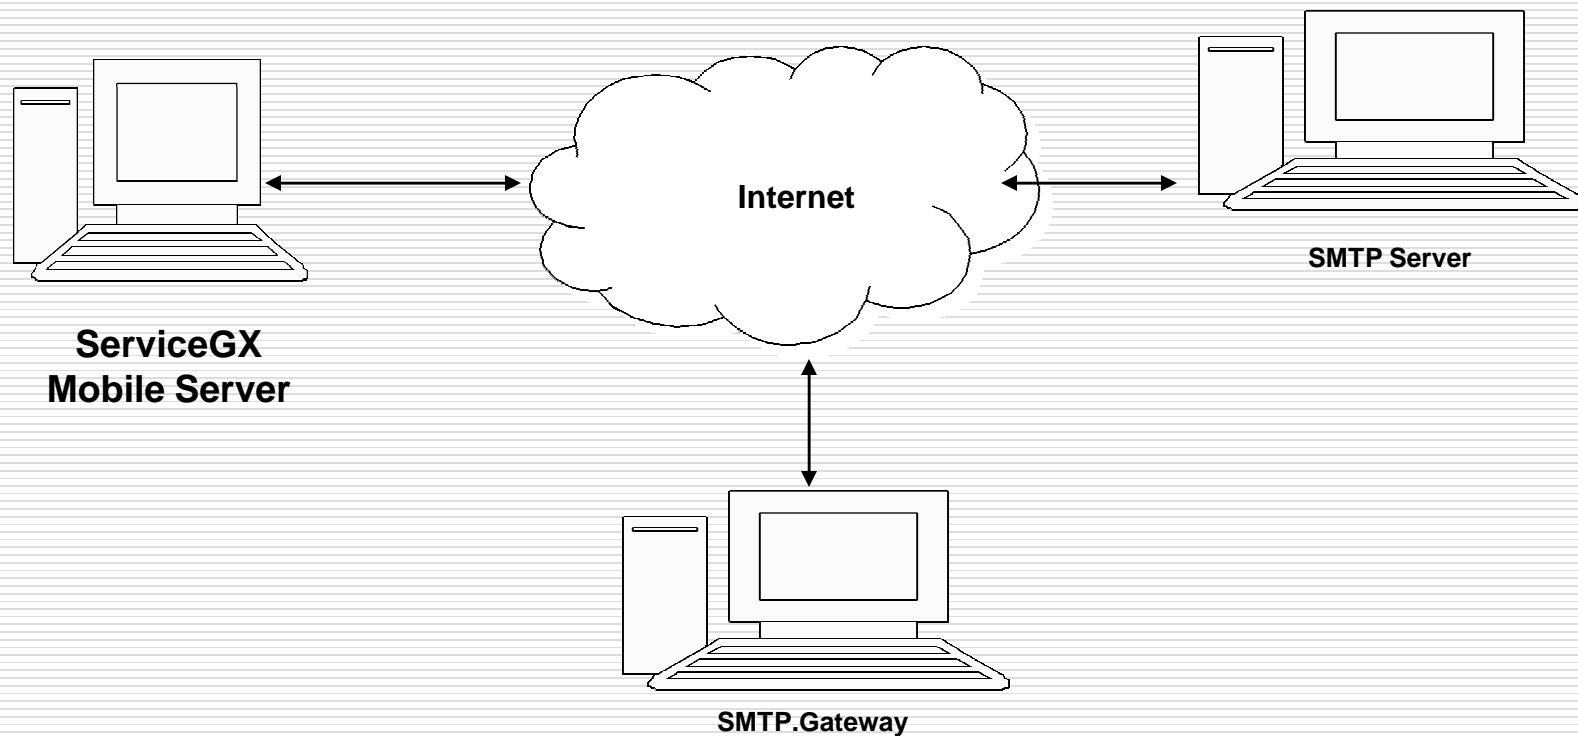 Internet
SMTP Server
ServiceGX
Mobile Server
SMTP.Gateway